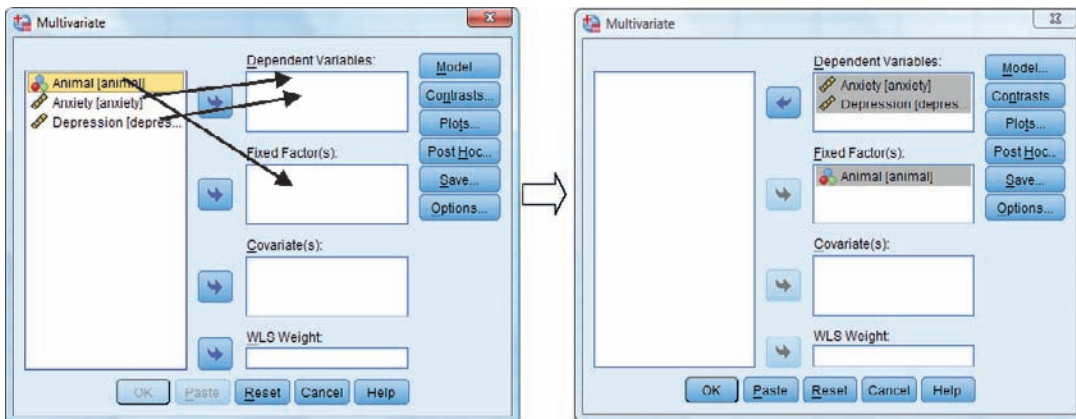 Multivariate
Dependent Variables:
Animal [animal]
Anxiety [anxiety]
Depression [depres...
Fixed Factor(s):
Covariate(s):
WLS Weight:
Model...
Contrasts...
Plots...
Post Hoc...
Save...
Options...
OK Paste Reset Cancel Help
Multivariate
Dependent Variables:
Anxiety [anxiety]
Depression [depres...
Fixed Factor(s):
Animal [animal]
Covariate(s):
WLS Weight:
Model...
Contrasts
Plots...
Post Hoc...
Save...
Options...
OK Paste Reset Cancel Help